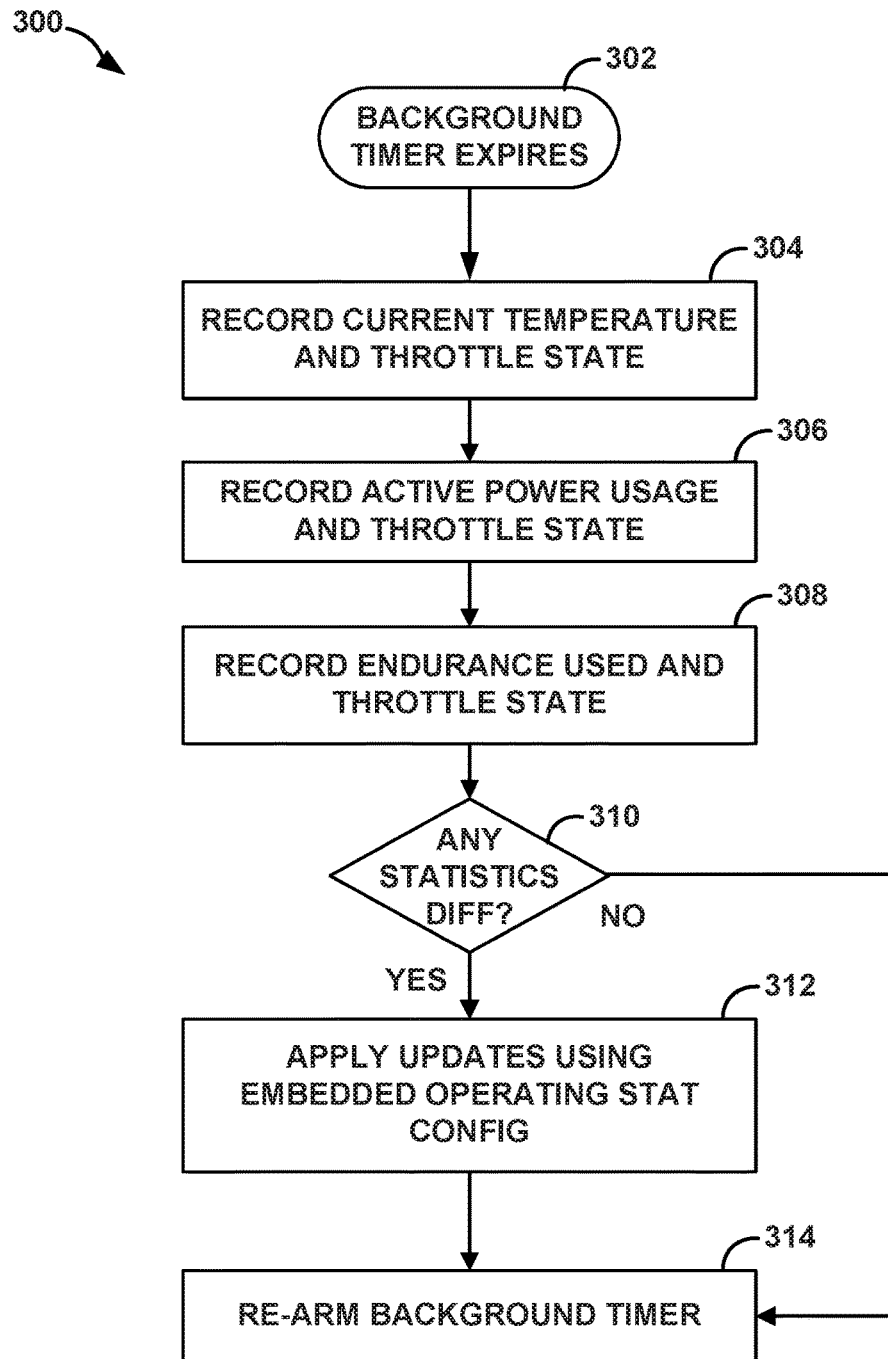 300
302
BACKGROUND
TIMER EXPIRES
304
RECORD CURRENT TEMPERATURE
AND THROTTLE STATE
306
RECORD ACTIVE POWER USAGE
AND THROTTLE STATE
308
RECORD ENDURANCE USED AND
THROTTLE STATE
310
ANY
STATISTICS
DIFF?
NO
YES
312
APPLY UPDATES USING
EMBEDDED OPERATING STAT
CONFIG
314
RE-ARM BACKGROUND TIMER